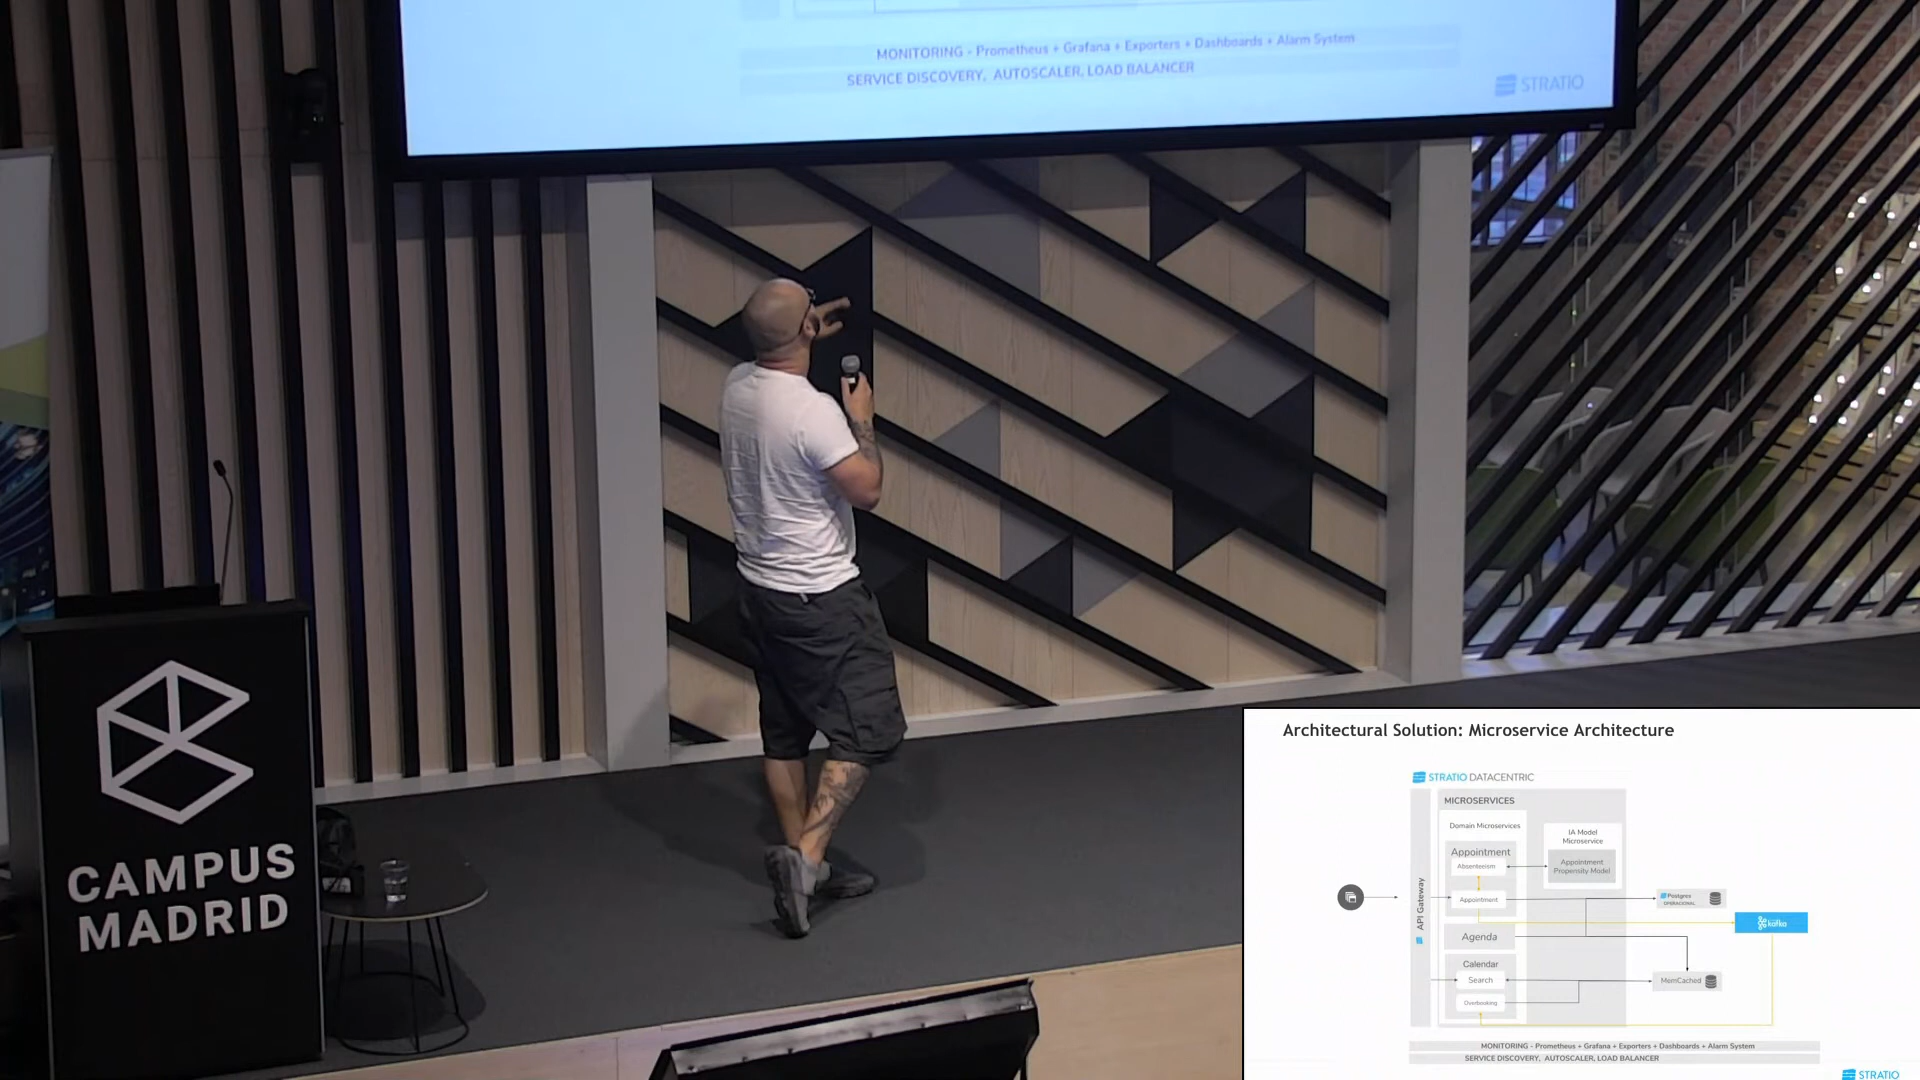 MONITORING - Prometheus + Grafana + Exporters + Dashboards + Alarm System
SERVICE DISCOVERY, AUTOSCALER, LOAD BALANCER
STRATIO
CAMPUS
MADRID
Architectural Solution: Microservice Architecture
STRATIO DATACENTRIC
MICROSERVICES
Domain Microservices
IA Model
Microservice
Appointment
Absenteeism
Appointment
Propensity Model
Appointment
API Gateway
Postgres
OPERACIONAL
kafka
Agenda
Calendar
Search
MemCached
Overbooking
MONITORING - Prometheus + Grafana + Exporters + Dashboards + Alarm System
SERVICE DISCOVERY, AUTOSCALER, LOAD BALANCER
STRATIO